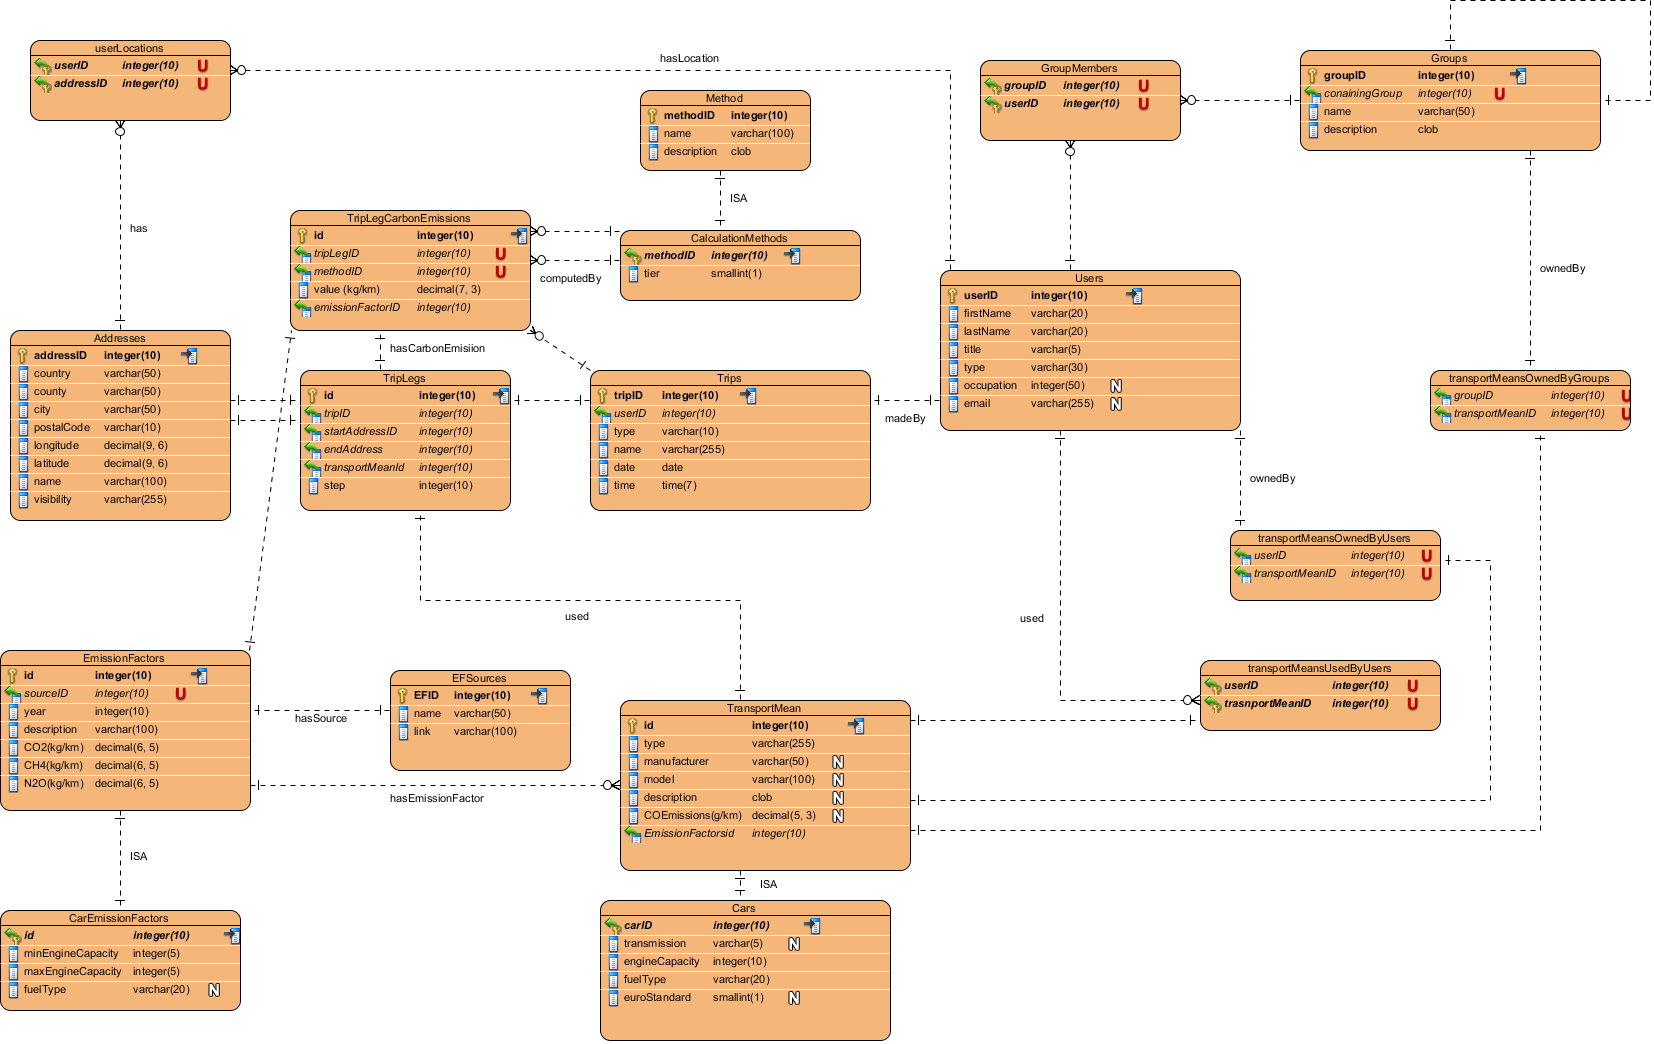 userLocations
userID integer(10) U
addressID integer(10) U
hasLocation
GroupMembers
groupID integer(10) U
userID integer(10) U
Groups
groupID integer(10)
conainingGroup integer(10) U
name varchar(50)
description clob
Method
methodID integer(10)
name varchar(100)
description clob
ISA
has
TripLegCarbonEmissions
id integer(10)
tripLegID integer(10) U
methodID integer(10) U
value (kg/km) decimal(7, 3)
emissionFactorID integer(10)
CalculationMethods
methodID integer(10)
tier smallint(1)
computedBy
ownedBy
Users
userID integer(10)
firstName varchar(20)
lastName varchar(20)
title varchar(5)
type varchar(30)
occupation integer(50) N
email varchar(255) N
Addresses
addressID integer(10)
country varchar(50)
county varchar(50)
city varchar(50)
postalCode varchar(10)
longitude decimal(9, 6)
latitude decimal(9, 6)
name varchar(100)
visibility varchar(255)
hasCarbonEmisiion
TripLegs
id integer(10)
tripID integer(10)
startAddressID integer(10)
endAddress integer(10)
transportMeanId integer(10)
step integer(10)
Trips
tripID integer(10)
userID integer(10)
type varchar(10)
name varchar(255)
date date
time time(7)
madeBy
transportMeansOwnedByGroups
groupID integer(10) U
transportMeanID integer(10) U
ownedBy
transportMeansOwnedByUsers
userID integer(10) U
transportMeanID integer(10) U
used
used
EmissionFactors
id integer(10)
sourceID integer(10) U
year integer(10)
description varchar(100)
CO2(kg/km) decimal(6, 5)
CH4(kg/km) decimal(6, 5)
N2O(kg/km) decimal(6, 5)
hasSource
EFSources
EFID integer(10)
name varchar(50)
link varchar(100)
transportMeansUsedByUsers
userID integer(10) U
trasnportMeanID integer(10) U
TransportMean
id integer(10)
type varchar(255)
manufacturer varchar(50) N
model varchar(100) N
description clob N
COEmissions(g/km) decimal(5, 3) N
EmissionFactorsid integer(10)
hasEmissionFactor
ISA
ISA
CarEmissionFactors
id integer(10)
minEngineCapacity integer(5)
maxEngineCapacity integer(5)
fuelType varchar(20) N
Cars
carID integer(10)
transmission varchar(5) N
engineCapacity integer(10)
fuelType varchar(20)
euroStandard smallint(1) N